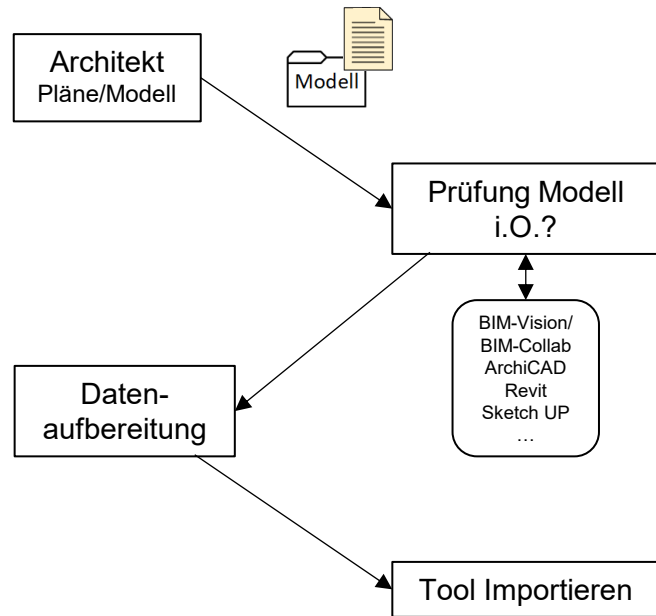 Architekt
Pläne/Modell
Modell
Prüfung Modell
i.O.?
BIM-Vision/
BIM-Collab
ArchiCAD
Revit
Sketch UP
…
Daten-
aufbereitung
Tool Importieren